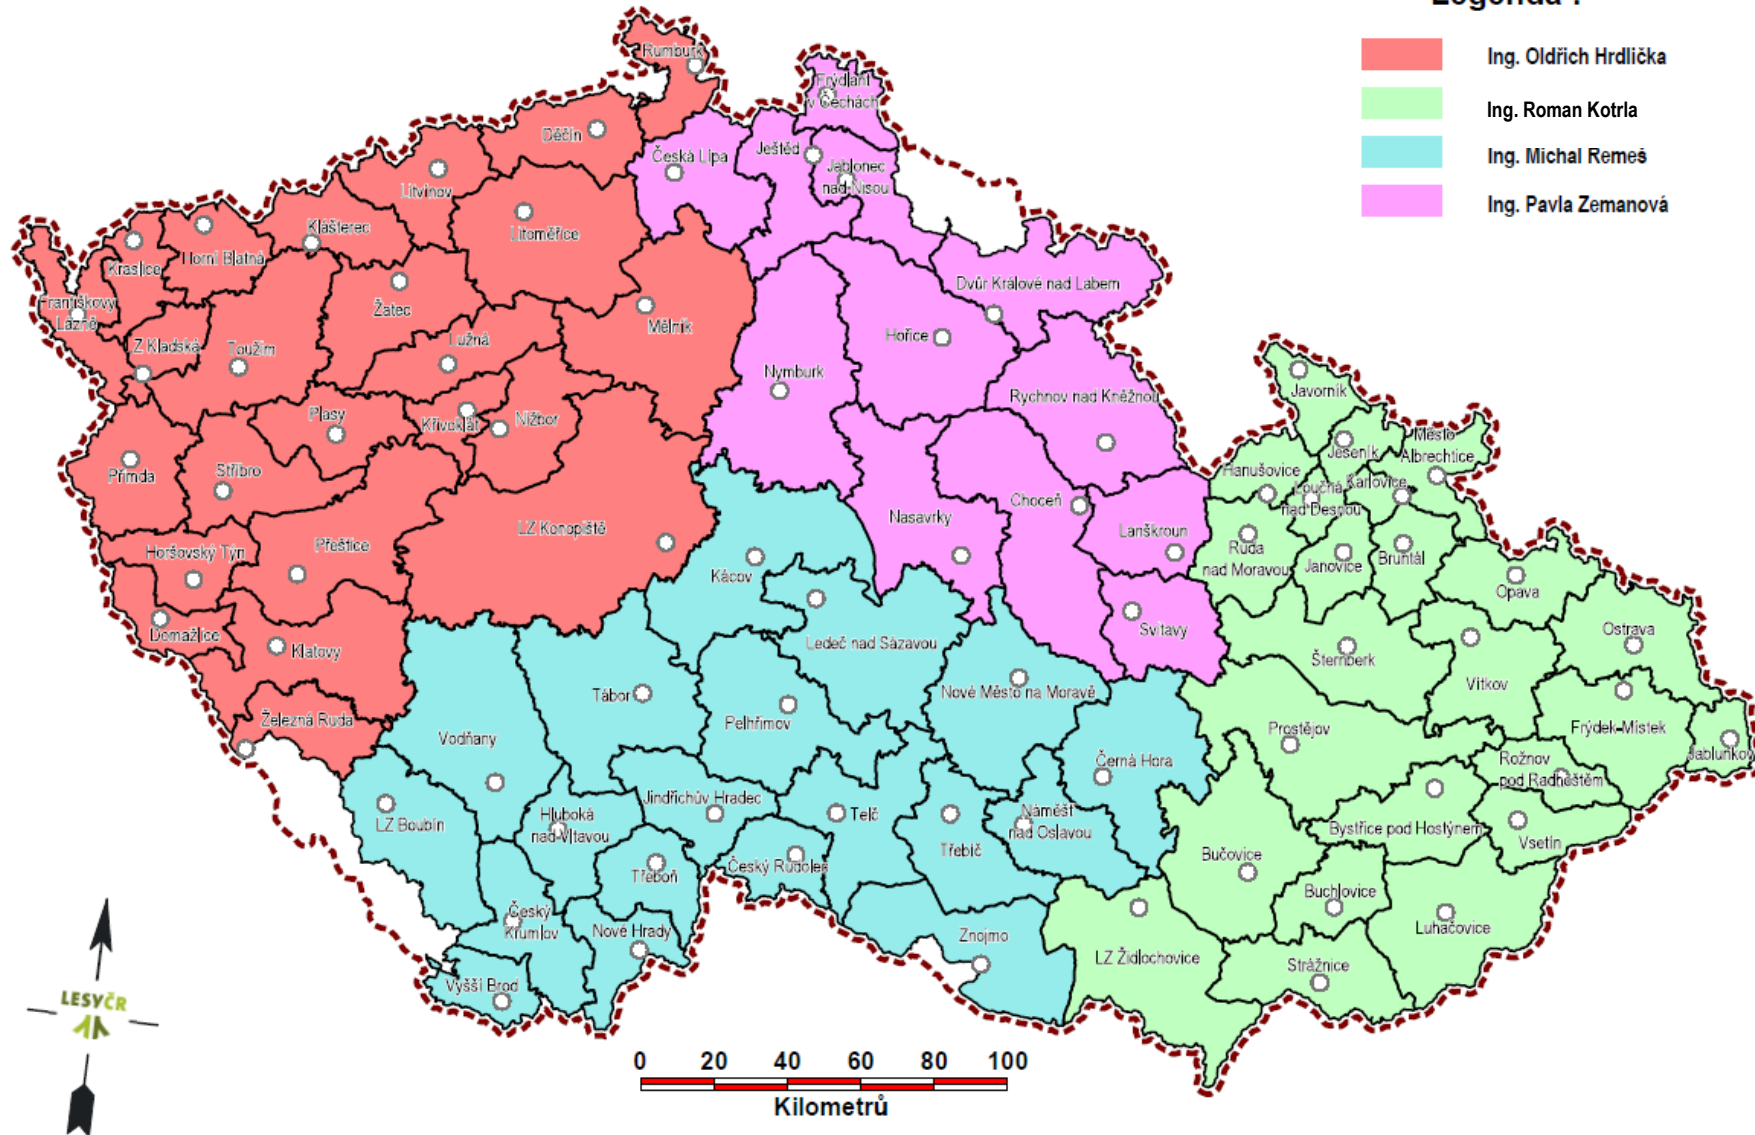 Legenda :
Ing. Oldřich Hrdlička
Ing. Roman Kotrla
Ing. Michal Remeš
Ing. Pavla Zemanová
Rumburk
Frýdlant
v Čechách
Děčín
Česká Lípa
Ještěd
Jablonec
nad Nisou
Litvínov
Litoměřice
Klášterec
Kraslice
Horní Blatná
Františkovy
Lázně
Žatec
Mělník
Dvůr Králové nad Labem
Hořice
Z Kladská
Toužim
Lužná
Nymburk
Rychnov nad Kněžnou
Javorník
Plasy
Křivoklát
Nižbor
Město
Albrechtice
Jeseník
Přimda
Stříbro
Hanušovice
Loučná
nad Desnou
Karlovice
Choceň
Nasavrky
Lanškroun
LZ Konopiště
Horšovský Týn
Přeštice
Ruda
nad Moravou
Janovice
Bruntál
Kácov
Opava
Domažlice
Klatovy
Ledeč nad Sázavou
Svitavy
Ostrava
Šternberk
Vítkov
Tábor
Nové Město na Moravě
Pelhřimov
Železná Ruda
Vodňany
Prostějov
Frýdek-Místek
Jablunkov
Rožnov
pod Radhoštěm
Černá Hora
Jindřichův Hradec
LZ Boubín
Hluboká
nad Vltavou
Telč
Náměšť
nad Oslavou
Třebíč
Bystřice pod Hostýnem
Vsetín
Bučovice
Český Rudolec
Třeboň
Buchlovice
Český
Krumlov
Nové Hrady
Znojmo
Luhačovice
LZ Židlochovice
Strážnice
Vyšší Brod
LESYČR
0 20 40 60 80 100
Kilometrů